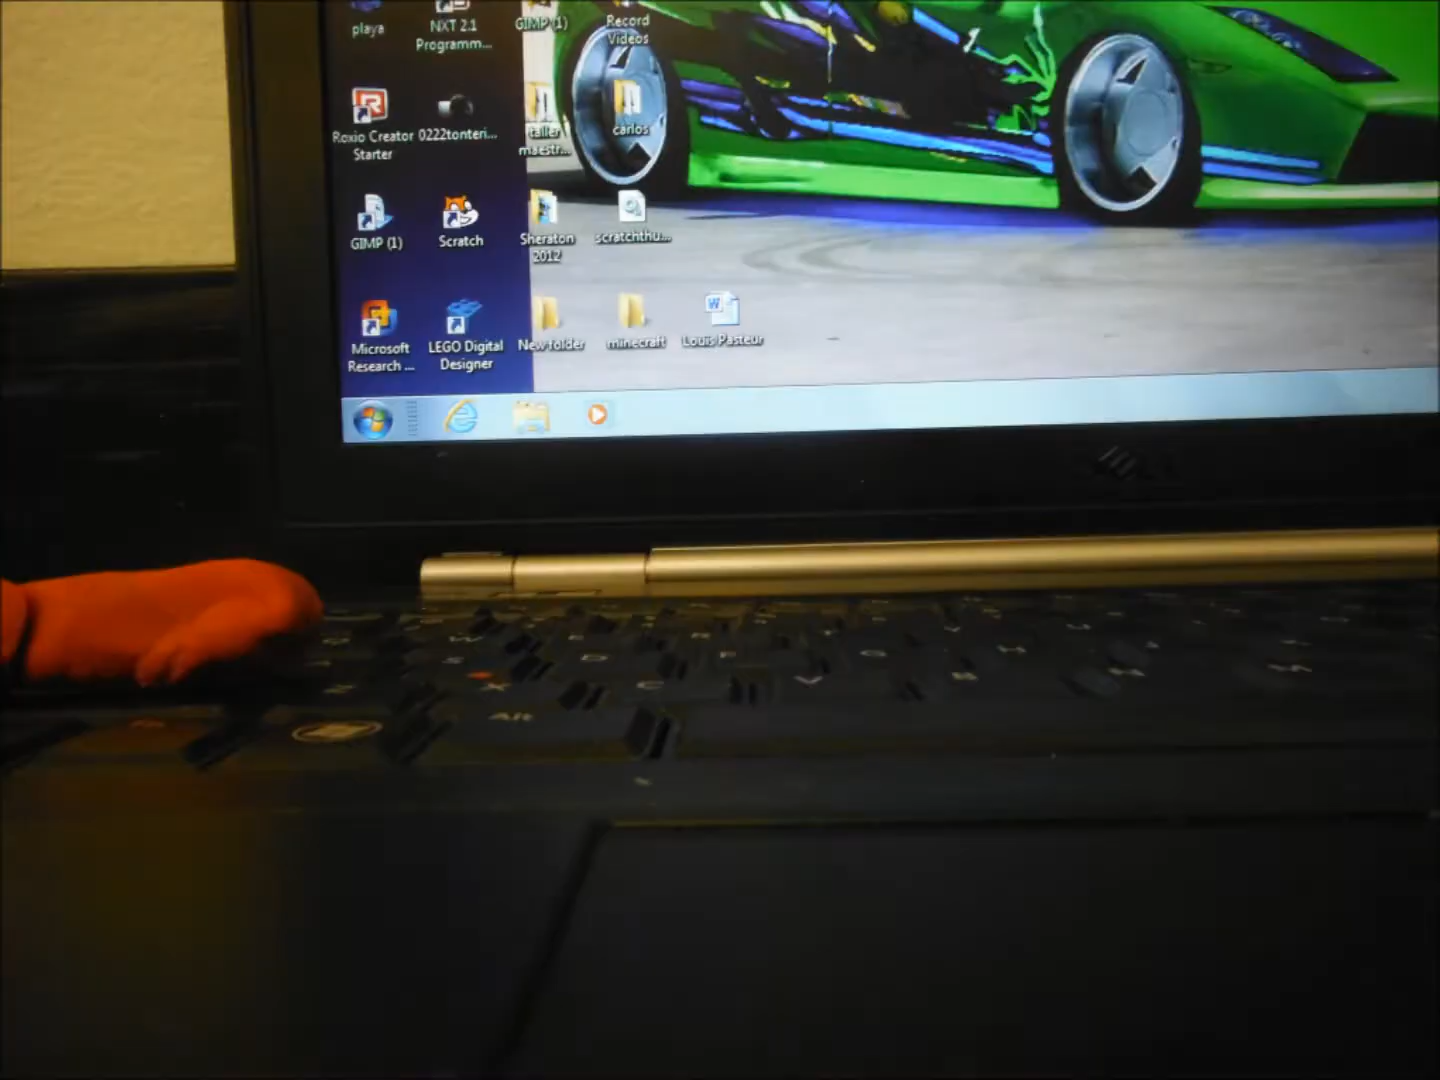 playa
NXT 2.1
Programm...
GIMP (1)
Record
Videos
Roxio Creator
Starter
0222tonteri...
taller
maestr...
carlos
GIMP (1)
Scratch
Sheraton
2012
scratchthu...
Microsoft
Research ...
LEGO Digital
Designer
New folder
minecraft
W
Louis Pasteur
W
E
R
S
D
F
G
H
Z
X
C
V
B
Alt